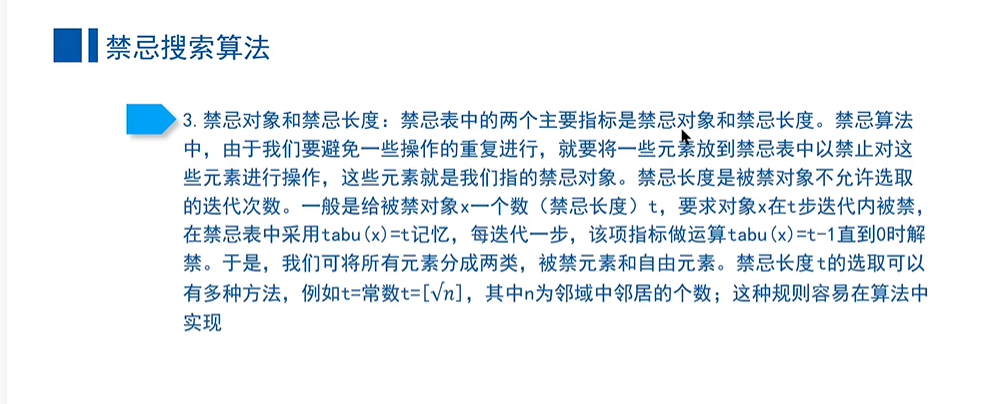 禁忌搜索算法
3.禁忌对象和禁忌长度：禁忌表中的两个主要指标是禁忌对象和禁忌长度。禁忌算法
中，由于我们要避免一些操作的重复进行，就要将一些元素放到禁忌表中以禁止对这
些元素进行操作，这些元素就是我们指的禁忌对象。禁忌长度是被禁对象不允许选取
的迭代次数。一般是给被禁对象x一个数（禁忌长度）t，要求对象x在t步迭代内被禁，
在禁忌表中采用tabu(x)=t记忆，每迭代一步，该项指标做运算tabu(x)=t-1直到0时解
禁。于是，我们可将所有元素分成两类，被禁元素和自由元素。禁忌长度t的选取可以
有多种方法，例如t=常数t=[√n]，其中n为邻域中邻居的个数；这种规则容易在算法中
实现